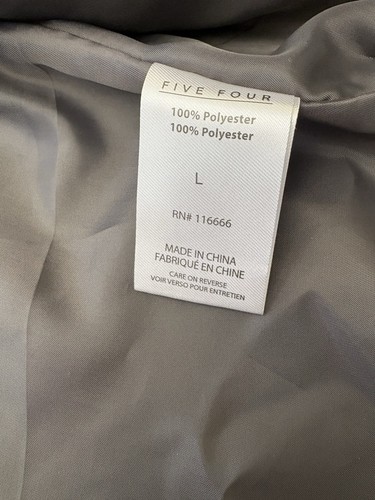 FIVE FOUR
100% Polyester
100% Polyester
L
RN# 116666
MADE IN CHINA
FABRIQUÉ EN CHINE
CARE ON REVERSE
VOIR VERSO POUR ENTRETIEN